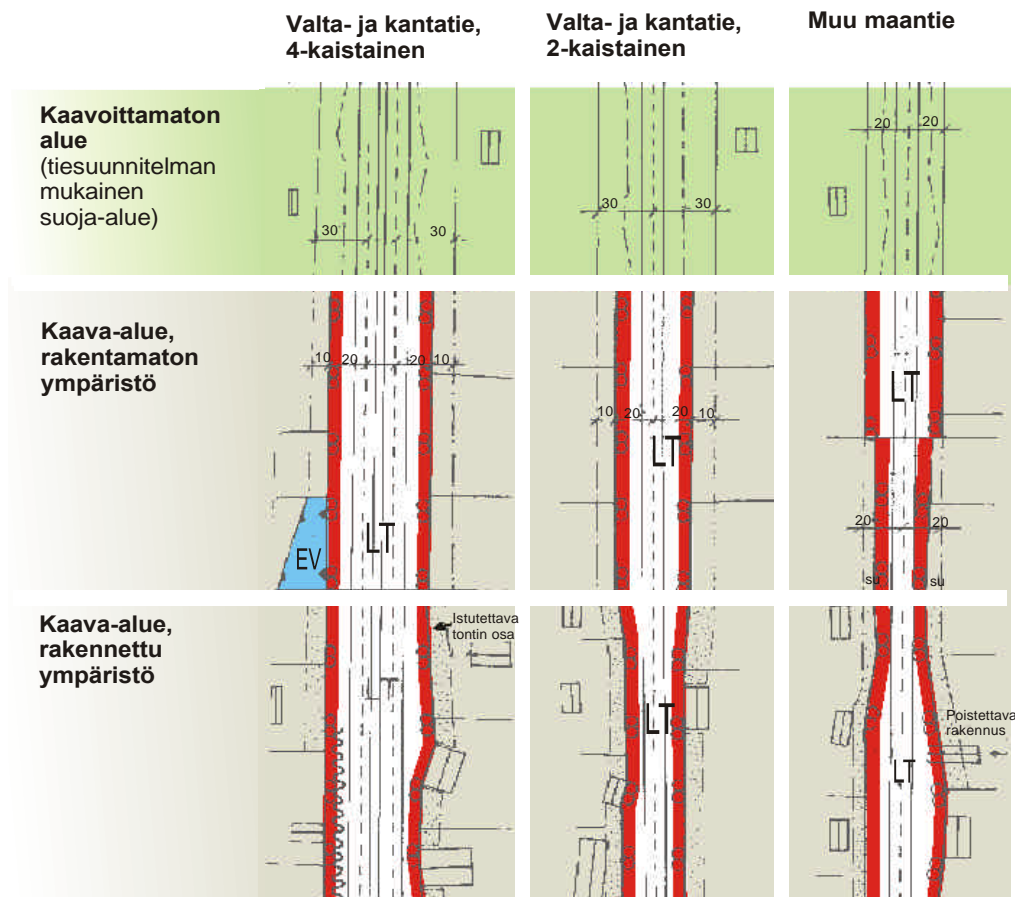 Valta- ja kantatie,
4-kaistainen
Valta- ja kantatie,
2-kaistainen
Muu maantie
Kaavoittamaton
alue
(tiesuunnitelman
mukainen
suoja-alue)
30 30
30 30
20 20
Kaava-alue,
rakentamaton
ympäristö
10 20 20 10
LT
EV
10 20 20 10
LT
LT
20 20
su su
Kaava-alue,
rakennettu
ympäristö
Istutettava
tontin osa
LT
LT
Poistettava
rakennus
LT